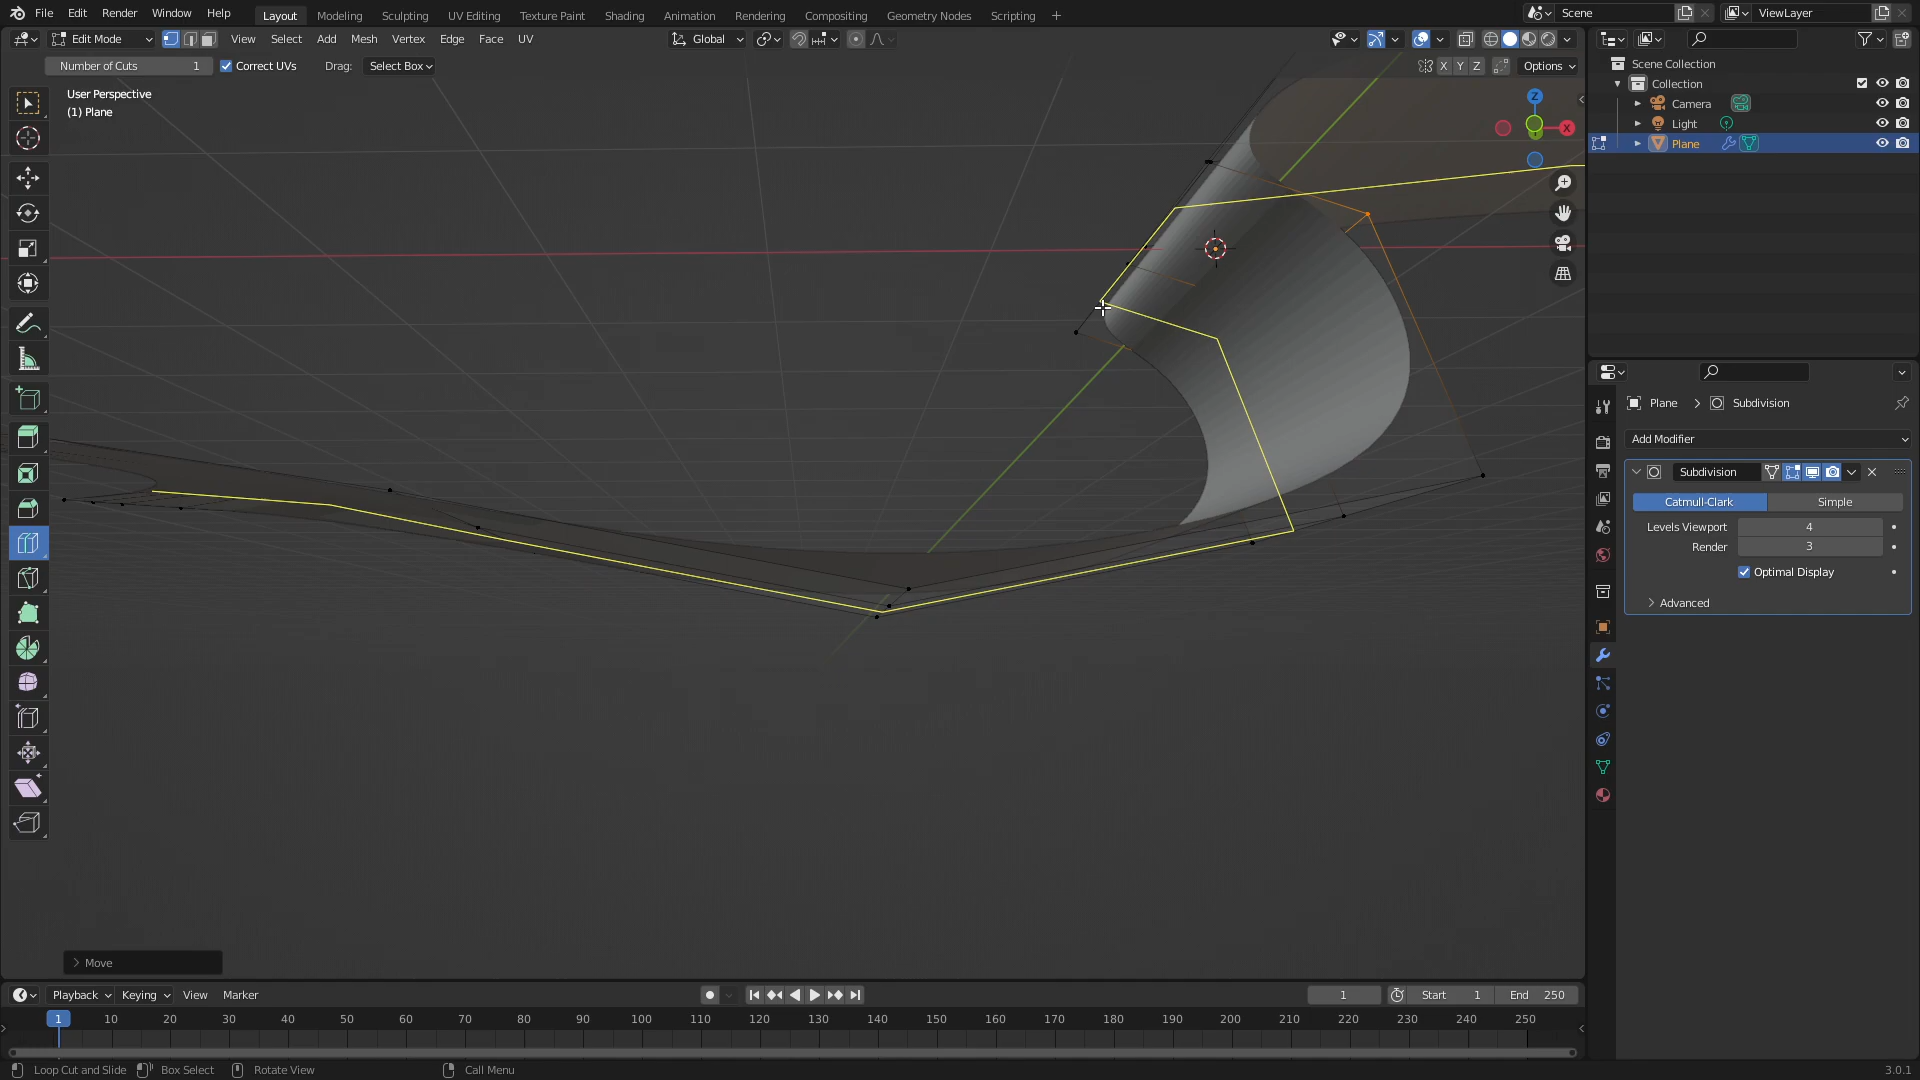 File Edit Render Window Help Layout Modeling Sculpting UV Editing Texture Paint Shading Animation Rendering Compositing Geometry Nodes Scripting + Scene ViewLayer
Edit Mode View Select Add Mesh Vertex Edge Face UV Global
Number of Cuts 1 Correct UVs Drag: Select Box X Y Z Options
User Perspective
(1) Plane
Z
X
Scene Collection
Collection
Camera
Light
Plane
Plane > Subdivision
Add Modifier
Subdivision
Catmull-Clark Simple
Levels Viewport 4
Render 3
Optimal Display
Advanced
Move
Playback Keying View Marker 1 Start 1 End 250
1 10 20 30 40 50 60 70 80 90 100 110 120 130 140 150 160 170 180 190 200 210 220 230 240 250
Loop Cut and Slide Box Select Rotate View Call Menu 3.0.1